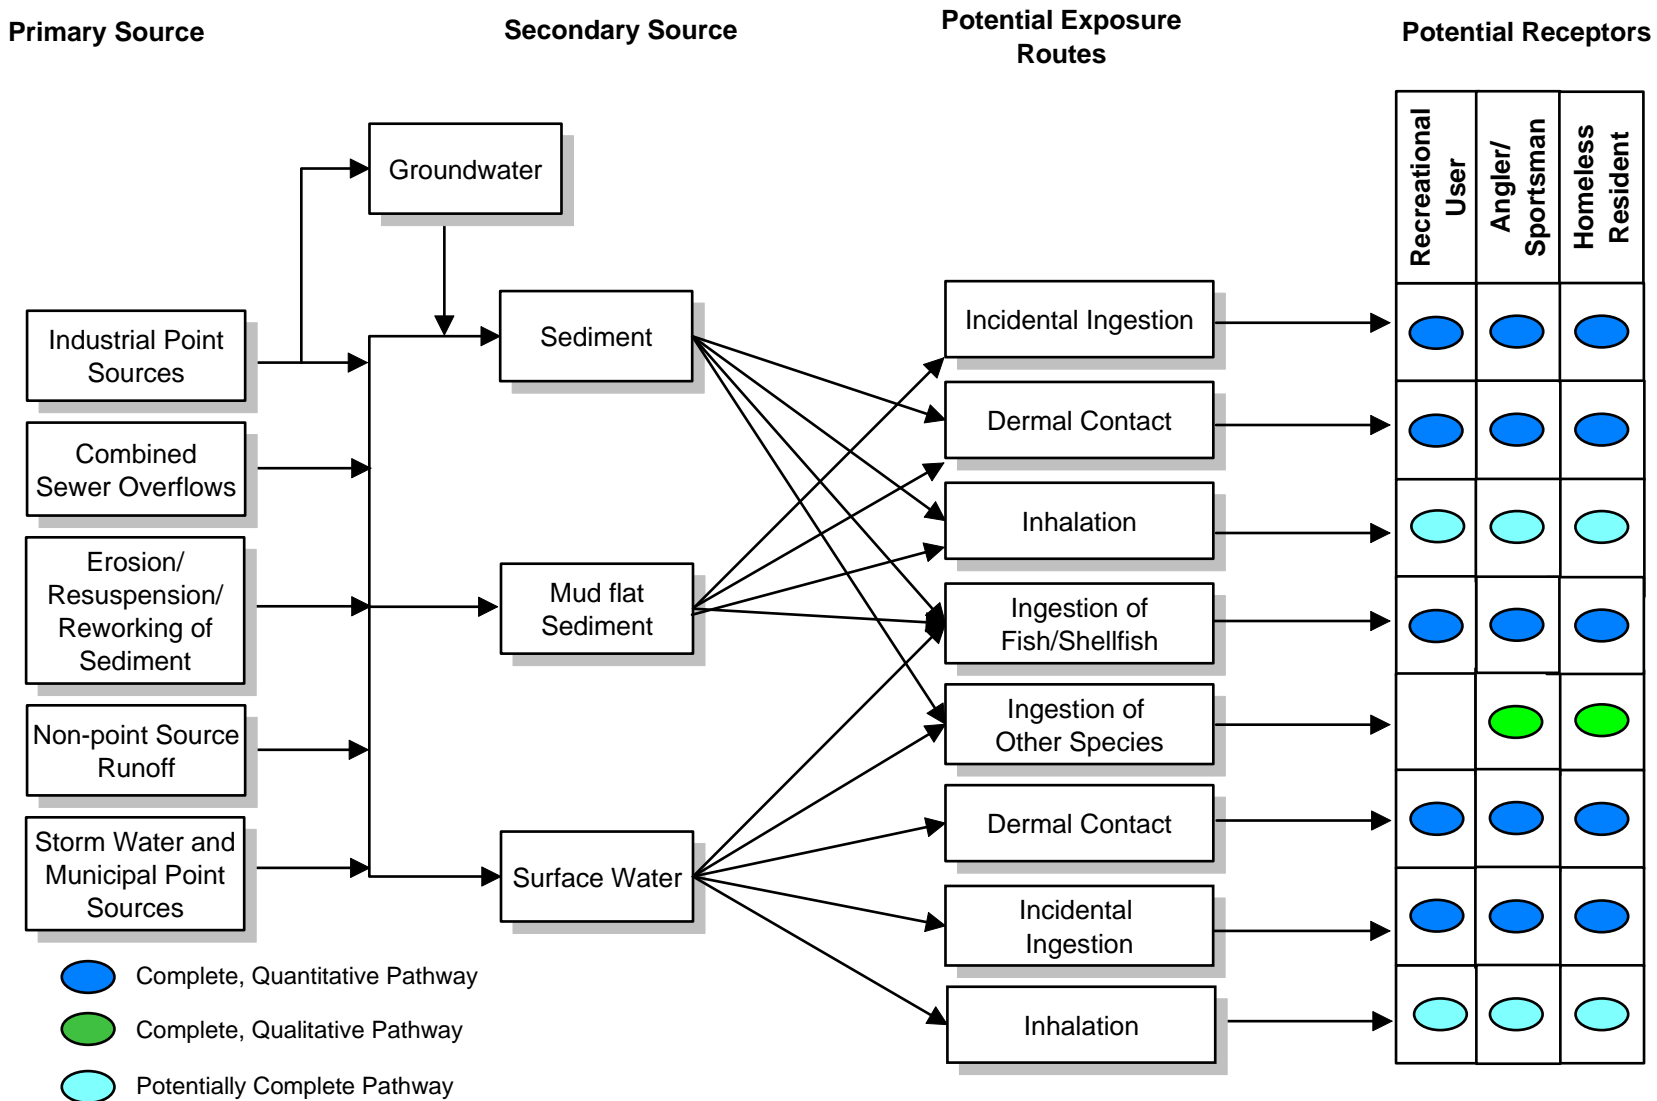 Primary Source
Secondary Source
Potential Exposure
Routes
Potential Receptors
Recreational
User
Angler/
Sportsman
Homeless
Resident
Groundwater
Industrial Point
Sources
Combined
Sewer Overflows
Erosion/
Resuspension/
Reworking of
Sediment
Non-point Source
Runoff
Storm Water and
Municipal Point
Sources
Sediment
Mud flat
Sediment
Surface Water
Incidental Ingestion
Dermal Contact
Inhalation
Ingestion of
Fish/Shellfish
Ingestion of
Other Species
Dermal Contact
Incidental
Ingestion
Inhalation
Complete, Quantitative Pathway
Complete, Qualitative Pathway
Potentially Complete Pathway